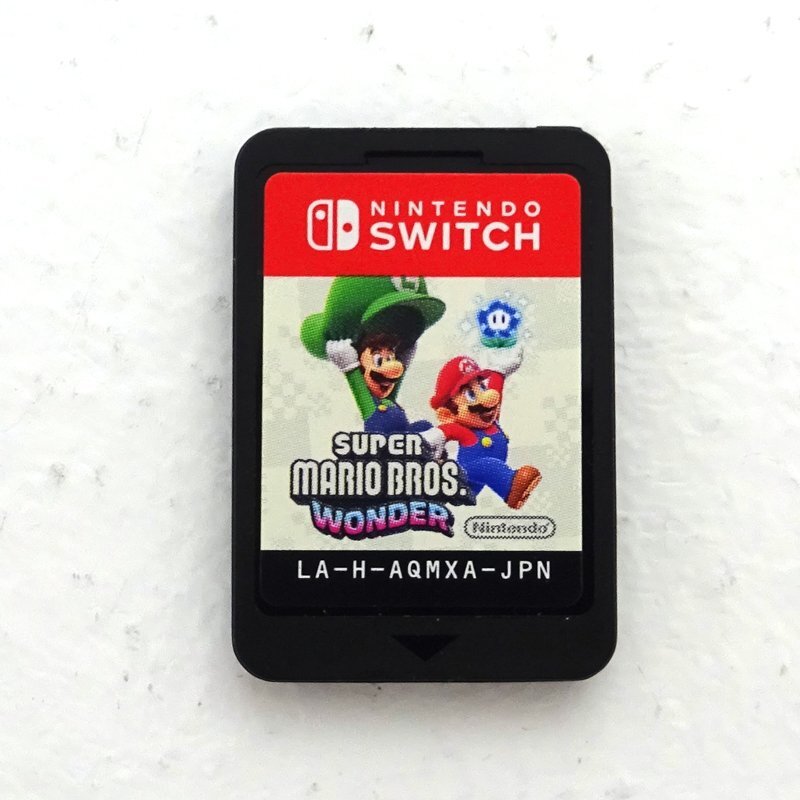 NINTENDO
SWITCH
L
M
SUPER
MARIO BROS.
WONDER
Nintendo
LA-H-AQMXA-JPN